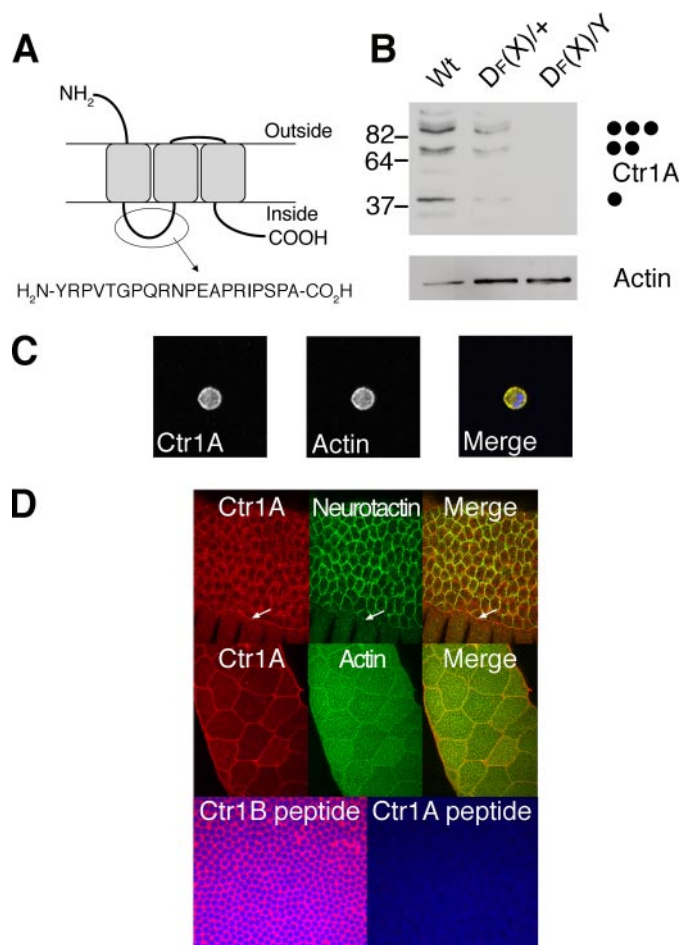 A
NH2
Outside
Inside
COOH
H2N-YRPVTGPQRNPEAPRIPSPA-CO2H
B
Wt
DF(X)/+
DF(X)/Y
82
64
37
Ctr1A
Actin
C
Ctr1A
Actin
Merge
D
Ctr1A
Neurotactin
Merge
Ctr1A
Actin
Merge
Ctr1B peptide
Ctr1A peptide